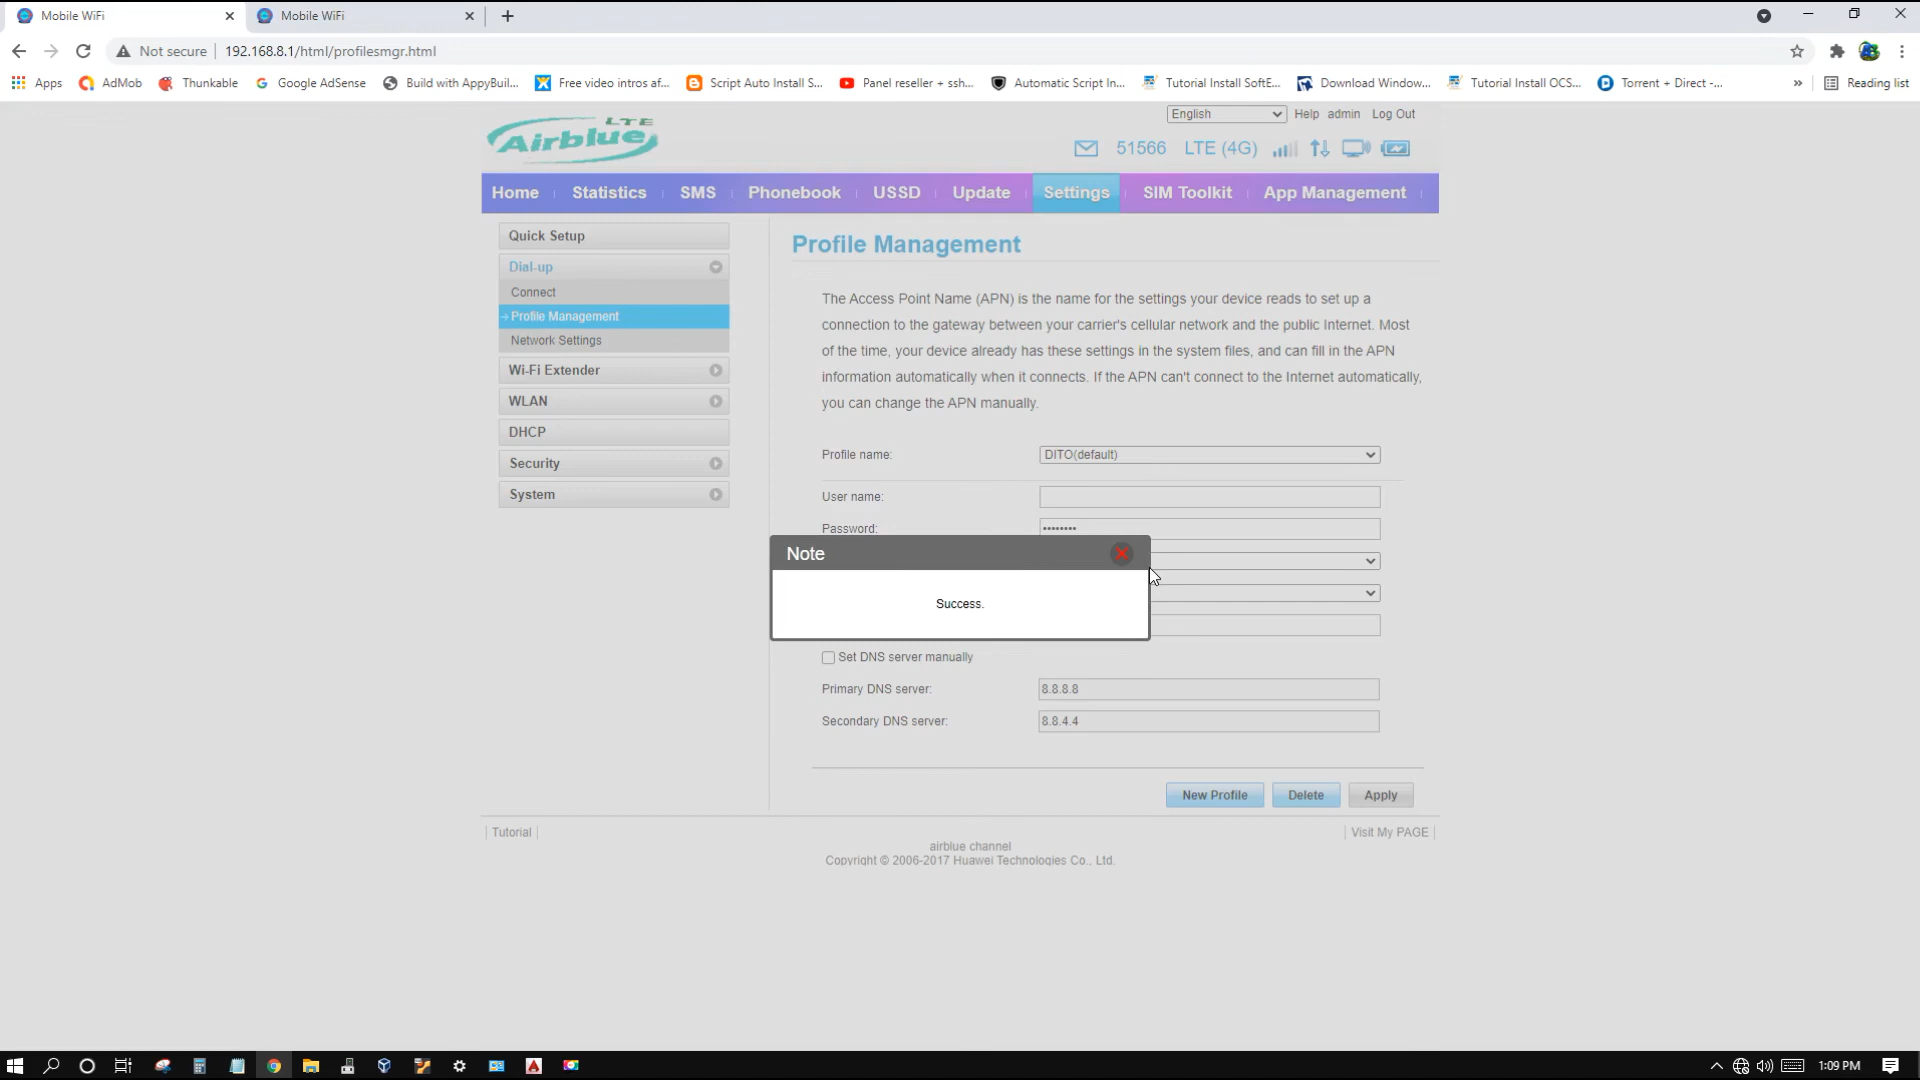 Mobile WiFi
Mobile WiFi
Not secure
192.168.8.1/html/profilesmgr.html
Apps
AdMob
Thunkable
Google AdSense
Build with AppyBuil...
Free video intros af...
Script Auto Install S...
Panel reseller + ssh...
Automatic Script In...
Tutorial Install SoftE...
Download Window...
Tutorial Install OCS...
Torrent + Direct -...
»
Reading list
LTE
Airblue
English
Help
admin
Log Out
51566
LTE (4G)
Home
Statistics
SMS
Phonebook
USSD
Update
Settings
SIM Toolkit
App Management
Quick Setup
Dial-up
Connect
Profile Management
Network Settings
Wi-Fi Extender
WLAN
DHCP
Security
System
Profile Management
The Access Point Name (APN) is the name for the settings your device reads to set up a
connection to the gateway between your carrier's cellular network and the public Internet. Most
of the time, your device already has these settings in the system files, and can fill in the APN
information automatically when it connects. If the APN can't connect to the Internet automatically,
you can change the APN manually.
Profile name:
DITO(default)
User name:
Password:
••••••••
Note
Success.
Set DNS server manually
Primary DNS server:
8.8.8.8
Secondary DNS server:
8.8.4.4
New Profile
Delete
Apply
Tutorial
Visit My PAGE
airblue channel
Copyright © 2006-2017 Huawei Technologies Co., Ltd.
1:09 PM